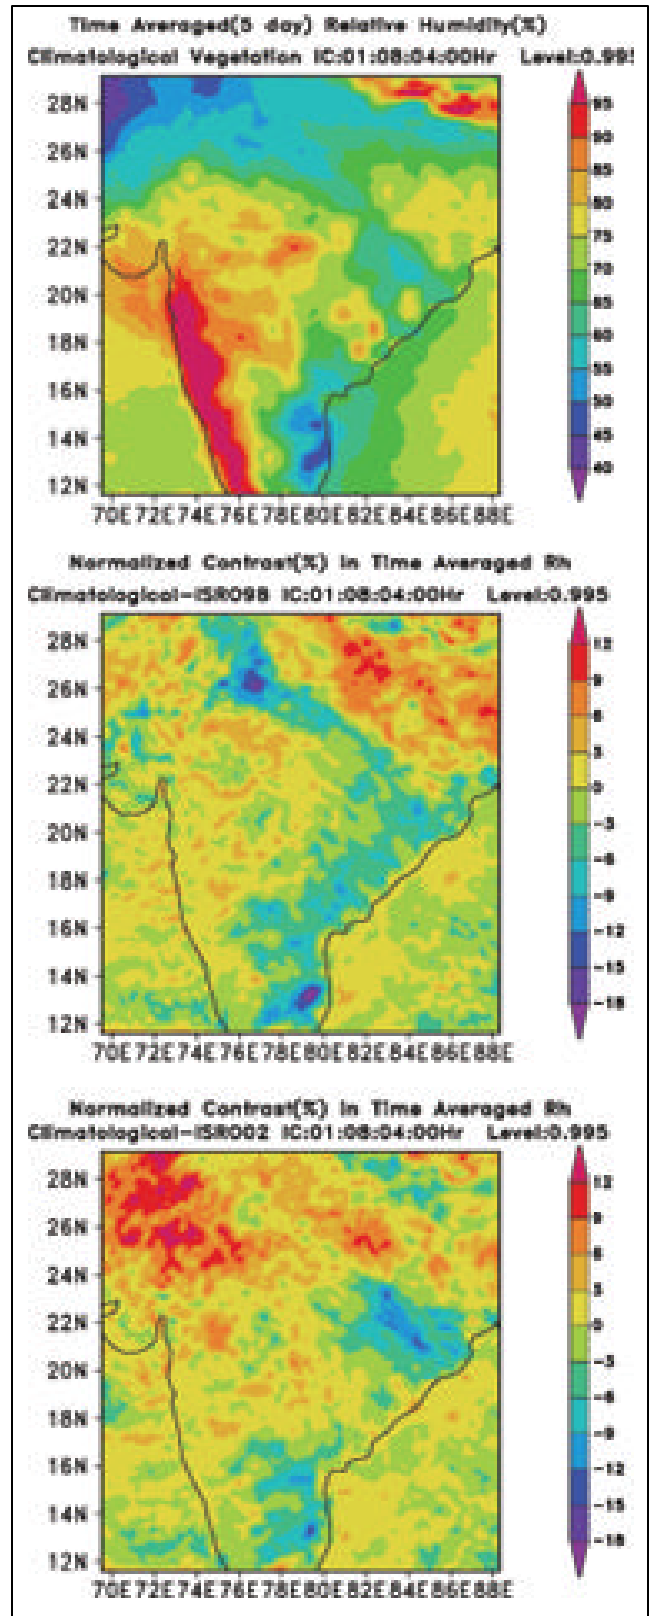 Time Averaged(5 day) Relative Humidity(%)
Climatological Vegetation IC:01:08:04:00Hr Level:0.995
28N
26N
24N
22N
20N
18N
16N
14N
12N
70E 72E 74E 76E 78E 80E 82E 84E 86E 88E
95
90
85
80
75
70
65
60
55
50
45
40
Normalized Contrast(%) in Time Averaged Rh
Climatological-ISRO98 IC:01:08:04:00Hr Level:0.995
28N
26N
24N
22N
20N
18N
16N
14N
12N
70E 72E 74E 76E 78E 80E 82E 84E 86E 88E
12
9
6
3
0
-3
-6
-9
-12
-15
-18
Normalized Contrast(%) in Time Averaged Rh
Climatological-ISRO02 IC:01:08:04:00Hr Level:0.995
28N
26N
24N
22N
20N
18N
16N
14N
12N
70E 72E 74E 76E 78E 80E 82E 84E 86E 88E
12
9
6
3
0
-3
-6
-9
-12
-15
-18